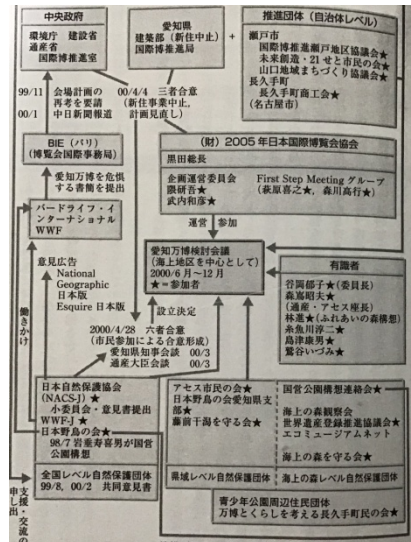 中央政府
環境庁　建設省
通産省
国際博推進室
愛知県
建築部（新住中止）
国際博推進局
+
推進団体（自治体レベル）
瀬戸市
国際博推進瀬戸地区協議会★
未来創造・21せと市民の会★
山口地域まちづくり協議会★
長久手町
長久手町商工会★
（名古屋市）
99/11　会場計画の
再考を要請
00/1　中日新聞報道
00/4/4　三者合意
（新住事業中止，
計画見直し）
BIE（パリ）
（博覧会国際事務局）
愛知万博を危惧
する書簡を提出
バードライフ・イ
ンターナショナル
WWF
（財）2005年日本国際博覧会協会
黒田総長
企画運営委員会
隈研吾★
武内和彦★
First Step Meeting グループ
（萩原喜之★，森川高行★）
運営
参加
意見広告
National
Geographic
日本版
Esquire 日本版
働きかけ
愛知万博検討会議
（海上地区を中心として）
2000/6月～12月
★＝参加者
設立決定
2000/4/28　六者合意
（市民参加による合意形成）
愛知県知事会談　00/3
通産大臣会談　00/3
有識者
谷岡郁子★（委員長）
森嶌昭夫★
（通産・アセス座長）
林進★（ふれあいの森構想）
糸魚川淳二★
島津康男★
鷲谷いづみ★
日本自然保護協会
（NACS-J）★
小委員会・意見書提出
WWF-J ★
日本野鳥の会★
98/7 岩垂寿喜男が国営
公園構想
全国レベル自然保護団体
99/8，00/2　共同意見書
アセス市民の会★
日本野鳥の会愛知県支
部★
藤前干潟を守る会★
県域レベル自然保護団体
国営公園構想連絡会★
海上の森観察会
世界遺産登録推進協議会★
エコミュージアムネット
海上の森を守る会★
海上の森レベル自然保護団体
青少年公園周辺住民団体
万博とくらしを考える長久手町民の会★
支援・交流の
申し出